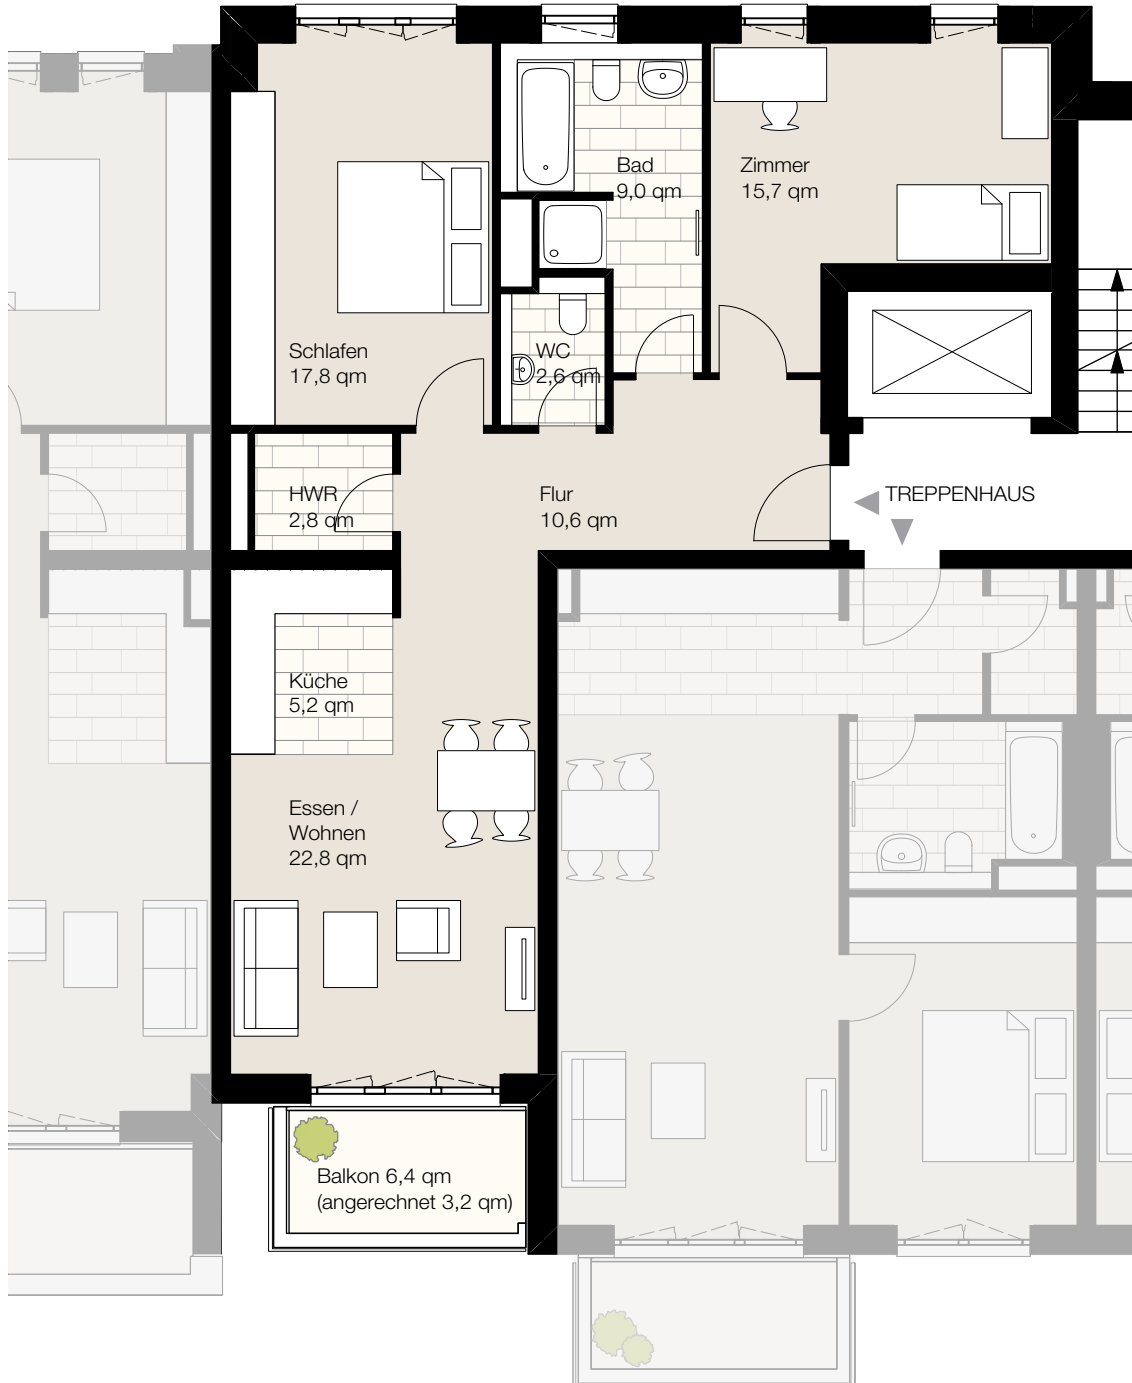 Bad
9,0 qm
Zimmer
15,7 qm
Schlafen
17,8 qm
WC
2,6 qm
HWR
2,8 qm
Flur
10,6 qm
TREPPENHAUS
Küche
5,2 qm
Essen /
Wohnen
22,8 qm
Balkon 6,4 qm
(angerechnet 3,2 qm)